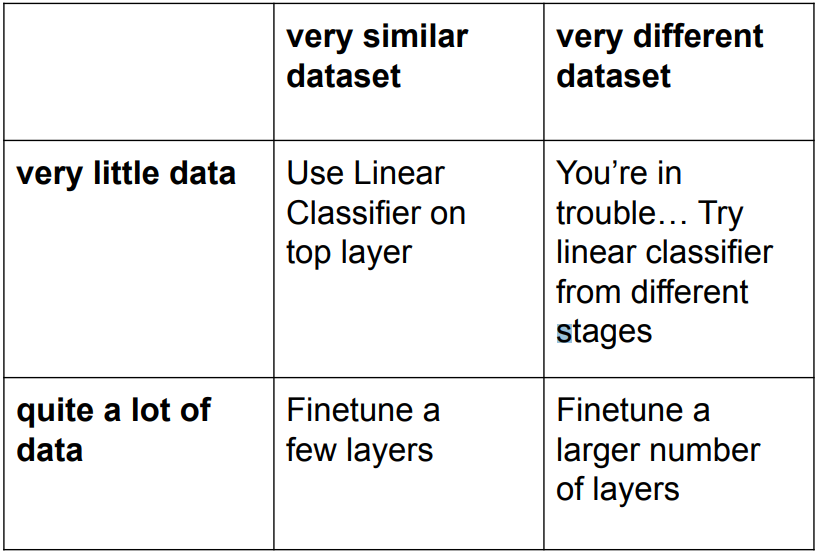 very similar
dataset
very different
dataset
very little data
Use Linear
Classifier on
top layer
You’re in
trouble… Try
linear classifier
from different
stages
quite a lot of
data
Finetune a
few layers
Finetune a
larger number
of layers